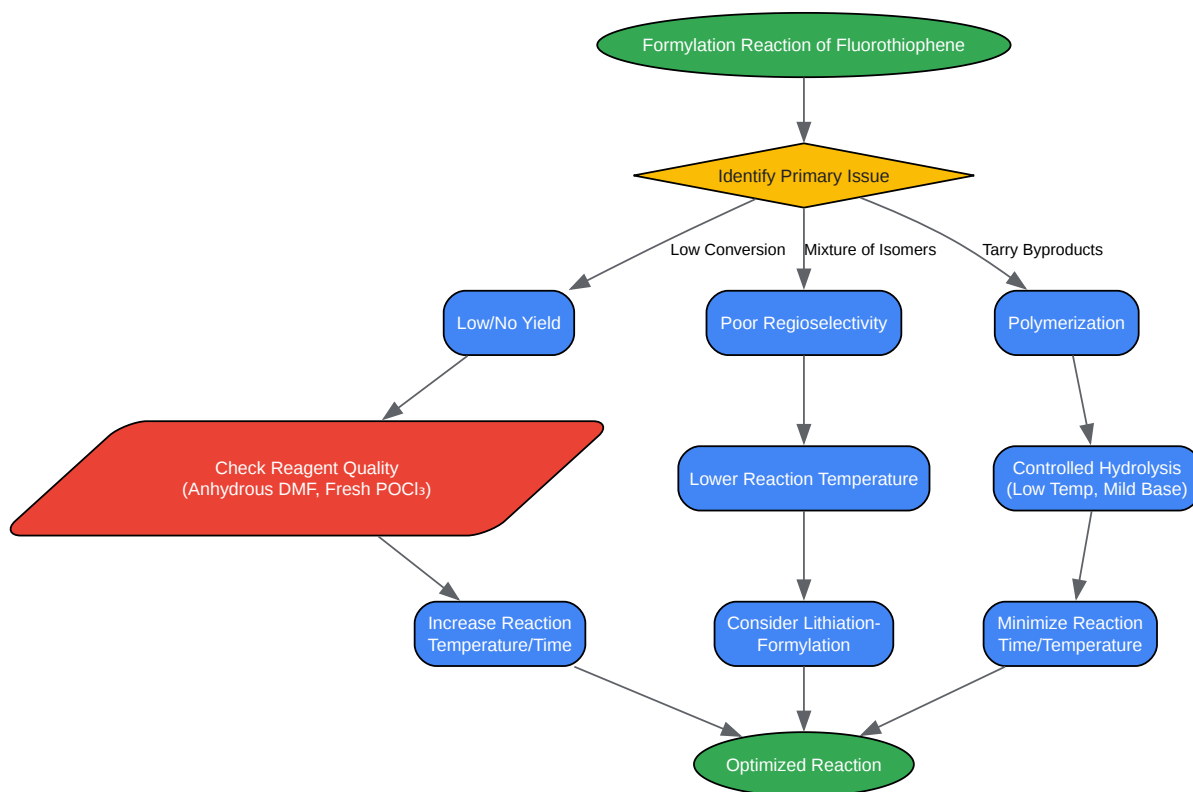 Formylation Reaction of Fluorothiophene
Identify Primary Issue
Low Conversion
Mixture of Isomers
Tarry Byproducts
Low/No Yield
Poor Regioselectivity
Polymerization
Check Reagent Quality
(Anhydrous DMF, Fresh POCl₃)
Lower Reaction Temperature
Controlled Hydrolysis
(Low Temp, Mild Base)
Increase Reaction
Temperature/Time
Consider Lithiation-
Formylation
Minimize Reaction
Time/Temperature
Optimized Reaction